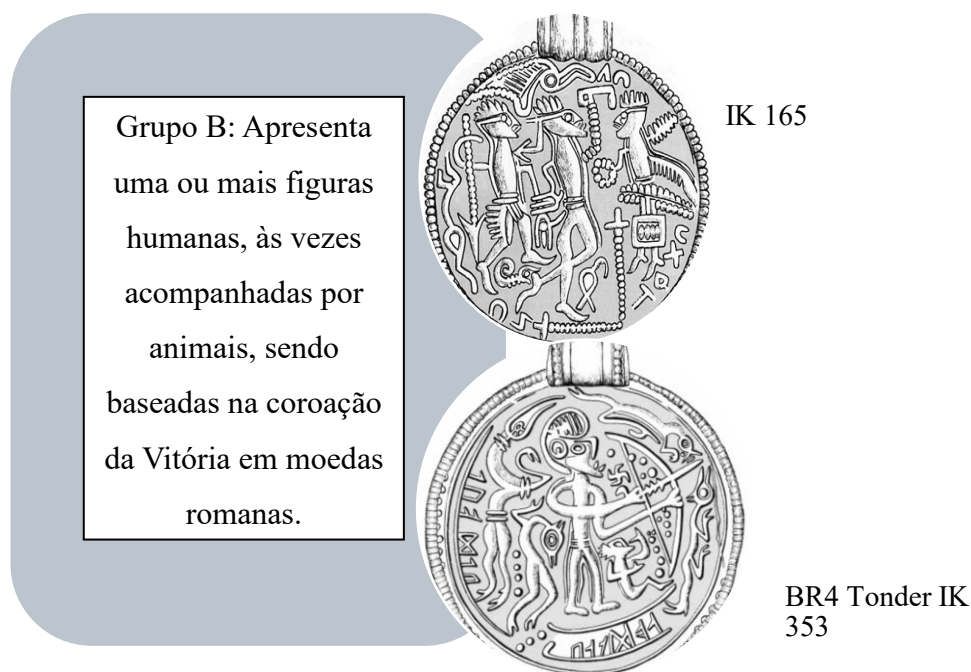 Grupo B: Apresenta
uma ou mais figuras
humanas, às vezes
acompanhadas por
animais, sendo
baseadas na coroação
da Vitória em moedas
romanas.
IK 165
BR4 Tonder IK
353